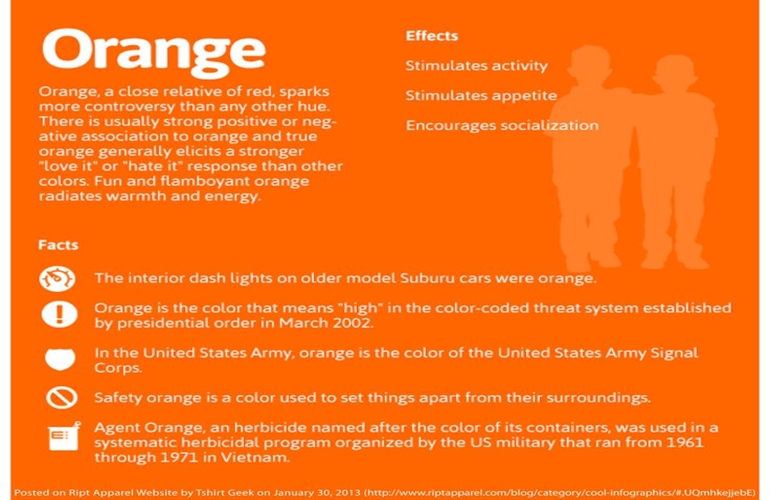 Orange
Orange, a close relative of red, sparks
more controversy than any other hue.
There is usually strong positive or neg-
ative association to orange and true
orange generally elicits a stronger
"love it" or "hate it" response than other
colors. Fun and flamboyant orange
radiates warmth and energy.
Effects
Stimulates activity
Stimulates appetite
Encourages socialization
Facts
The interior dash lights on older model Suburu cars were orange.
Orange is the color that means "high" in the color-coded threat system established
by presidential order in March 2002.
In the United States Army, orange is the color of the United States Army Signal
Corps.
Safety orange is a color used to set things apart from their surroundings.
Agent Orange, an herbicide named after the color of its containers, was used in a
systematic herbicidal program organized by the US military that ran from 1961
through 1971 in Vietnam.
Posted on Ript Apparel Website by Tshirt Geek on January 30, 2013 (http://www.riptapparel.com/blog/category/cool-infographics/#.UQmhkejjebE)